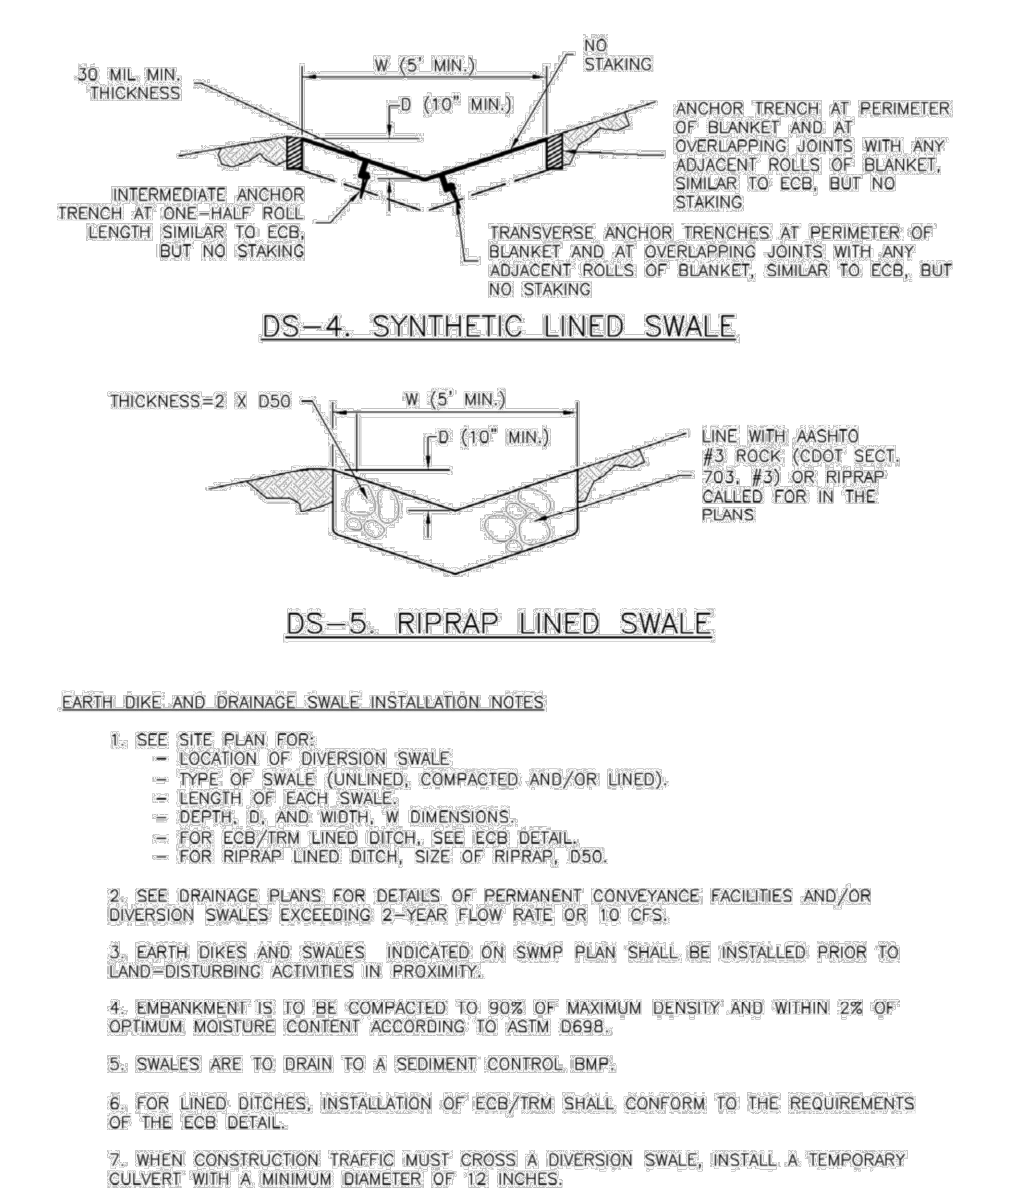 W (5' MIN.)
NO
STAKING
30 MIL MIN.
THICKNESS
D (10" MIN.)
ANCHOR TRENCH AT PERIMETER
OF BLANKET AND AT
OVERLAPPING JOINTS WITH ANY
ADJACENT ROLLS OF BLANKET,
SIMILAR TO ECB, BUT NO
STAKING
INTERMEDIATE ANCHOR
TRENCH AT ONE-HALF ROLL
LENGTH SIMILAR TO ECB,
BUT NO STAKING
TRANSVERSE ANCHOR TRENCHES AT PERIMETER OF
BLANKET AND AT OVERLAPPING JOINTS WITH ANY
ADJACENT ROLLS OF BLANKET, SIMILAR TO ECB, BUT
NO STAKING
DS-4. SYNTHETIC LINED SWALE
THICKNESS=2 X D50
W (5' MIN.)
D (10" MIN.)
LINE WITH AASHTO
#3 ROCK (CDOT SECT.
703, #3) OR RIPRAP
CALLED FOR IN THE
PLANS
DS-5. RIPRAP LINED SWALE
EARTH DIKE AND DRAINAGE SWALE INSTALLATION NOTES
1. SEE SITE PLAN FOR:
- LOCATION OF DIVERSION SWALE
- TYPE OF SWALE (UNLINED, COMPACTED AND/OR LINED).
- LENGTH OF EACH SWALE.
- DEPTH, D, AND WIDTH, W DIMENSIONS.
- FOR ECB/TRM LINED DITCH, SEE ECB DETAIL.
- FOR RIPRAP LINED DITCH, SIZE OF RIPRAP, D50.
2. SEE DRAINAGE PLANS FOR DETAILS OF PERMANENT CONVEYANCE FACILITIES AND/OR
DIVERSION SWALES EXCEEDING 2-YEAR FLOW RATE OR 10 CFS.
3. EARTH DIKES AND SWALES INDICATED ON SWMP PLAN SHALL BE INSTALLED PRIOR TO
LAND-DISTURBING ACTIVITIES IN PROXIMITY.
4. EMBANKMENT IS TO BE COMPACTED TO 90% OF MAXIMUM DENSITY AND WITHIN 2% OF
OPTIMUM MOISTURE CONTENT ACCORDING TO ASTM D698.
5. SWALES ARE TO DRAIN TO A SEDIMENT CONTROL BMP.
6. FOR LINED DITCHES, INSTALLATION OF ECB/TRM SHALL CONFORM TO THE REQUIREMENTS
OF THE ECB DETAIL.
7. WHEN CONSTRUCTION TRAFFIC MUST CROSS A DIVERSION SWALE, INSTALL A TEMPORARY
CULVERT WITH A MINIMUM DIAMETER OF 12 INCHES.